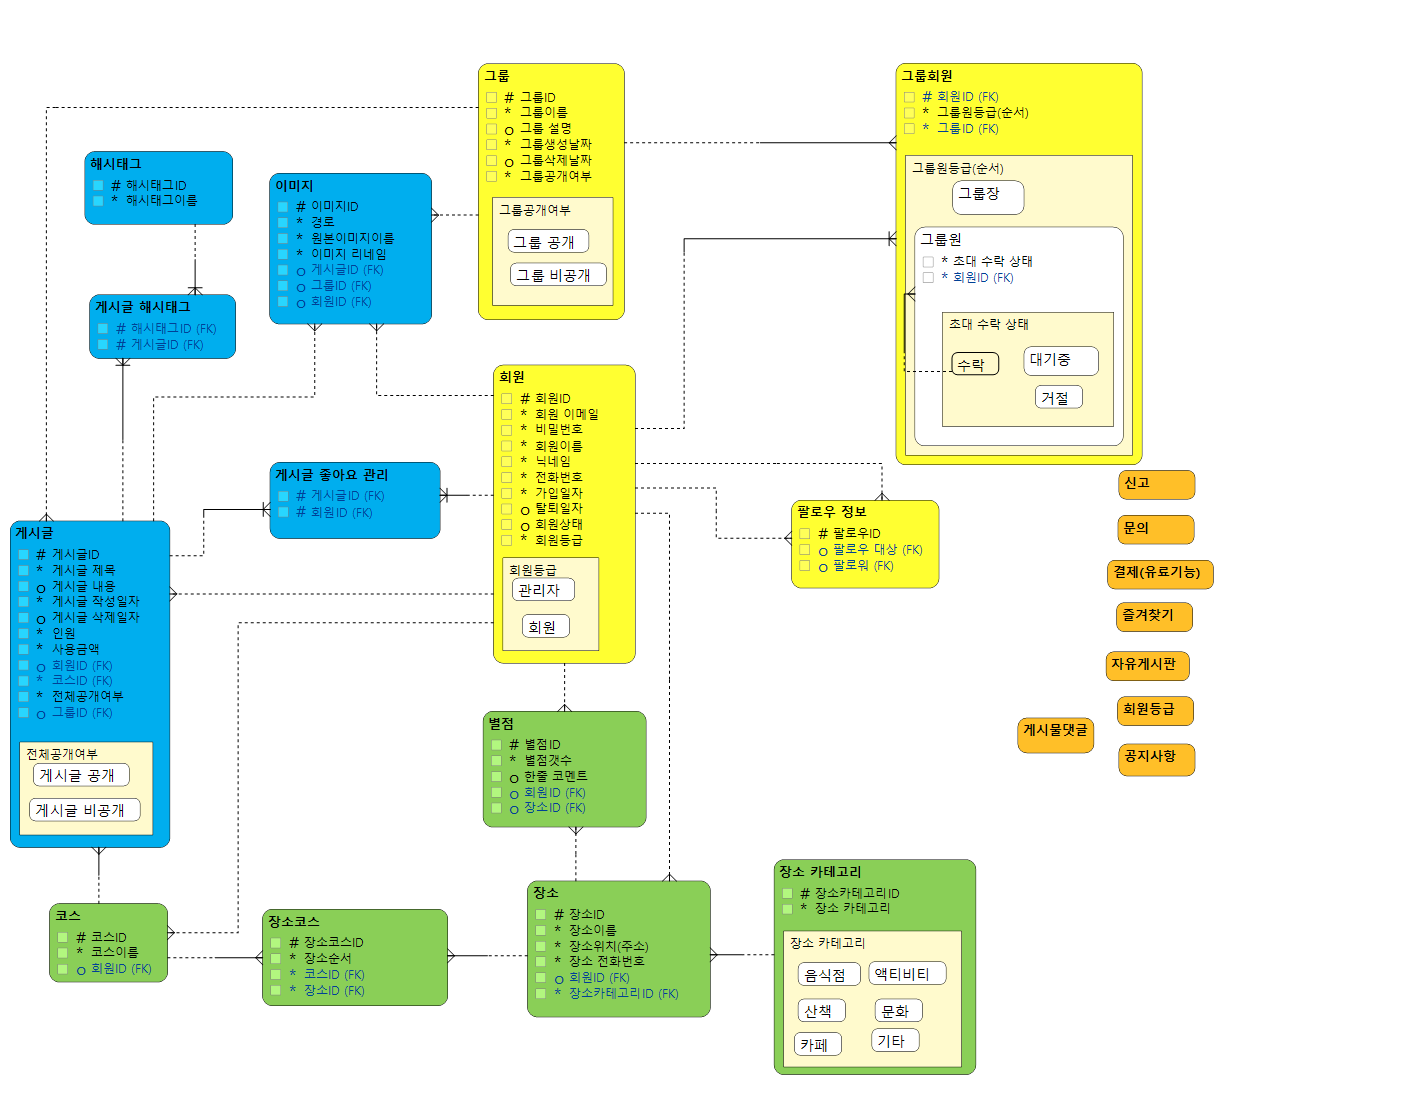 그룹
# 그룹ID
* 그룹이름
o 그룹 설명
* 그룹생성날짜
o 그룹삭제날짜
* 그룹공개여부
그룹공개여부
그룹 공개
그룹 비공개
그룹회원
# 회원ID (FK)
* 그룹원등급(순서)
* 그룹ID (FK)
그룹원등급(순서)
그룹장
그룹원
* 초대 수락 상태
* 회원ID (FK)
초대 수락 상태
수락
대기중
거절
해시태그
# 해시태그ID
* 해시태그이름
이미지
# 이미지ID
* 경로
* 원본이미지이름
* 이미지 리네임
o 게시글ID (FK)
o 그룹ID (FK)
o 회원ID (FK)
게시글 해시태그
# 해시태그ID (FK)
# 게시글ID (FK)
회원
# 회원ID
* 회원 이메일
* 비밀번호
* 회원이름
* 닉네임
* 전화번호
* 가입일자
o 탈퇴일자
o 회원상태
* 회원등급
회원등급
관리자
회원
게시글 좋아요 관리
# 게시글ID (FK)
# 회원ID (FK)
팔로우 정보
# 팔로우ID
o 팔로우 대상 (FK)
o 팔로워 (FK)
게시글
# 게시글ID
* 게시글 제목
o 게시글 내용
* 게시글 작성일자
o 게시글 삭제일자
* 인원
* 사용금액
o 회원ID (FK)
* 코스ID (FK)
* 전체공개여부
o 그룹ID (FK)
전체공개여부
게시글 공개
게시글 비공개
신고
문의
결제(유료기능)
즐겨찾기
자유게시판
회원등급
게시물댓글
공지사항
별점
# 별점ID
* 별점갯수
o 한줄 코멘트
o 회원ID (FK)
o 장소ID (FK)
코스
# 코스ID
* 코스이름
o 회원ID (FK)
장소코스
# 장소코스ID
* 장소순서
* 코스ID (FK)
* 장소ID (FK)
장소
# 장소ID
* 장소이름
* 장소위치(주소)
* 장소 전화번호
o 회원ID (FK)
* 장소카테고리ID (FK)
장소 카테고리
# 장소카테고리ID
* 장소 카테고리
장소 카테고리
음식점
액티비티
산책
문화
카페
기타